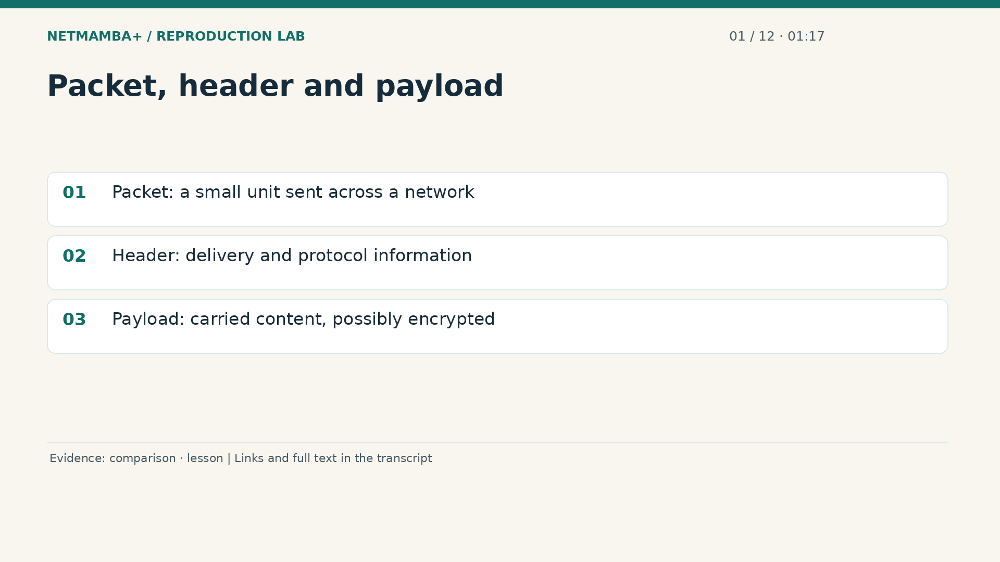 NETMAMBA+ / REPRODUCTION LAB
01 / 12 · 01:17
Packet, header and payload
01 Packet: a small unit sent across a network
02 Header: delivery and protocol information
03 Payload: carried content, possibly encrypted
Evidence: comparison · lesson | Links and full text in the transcript